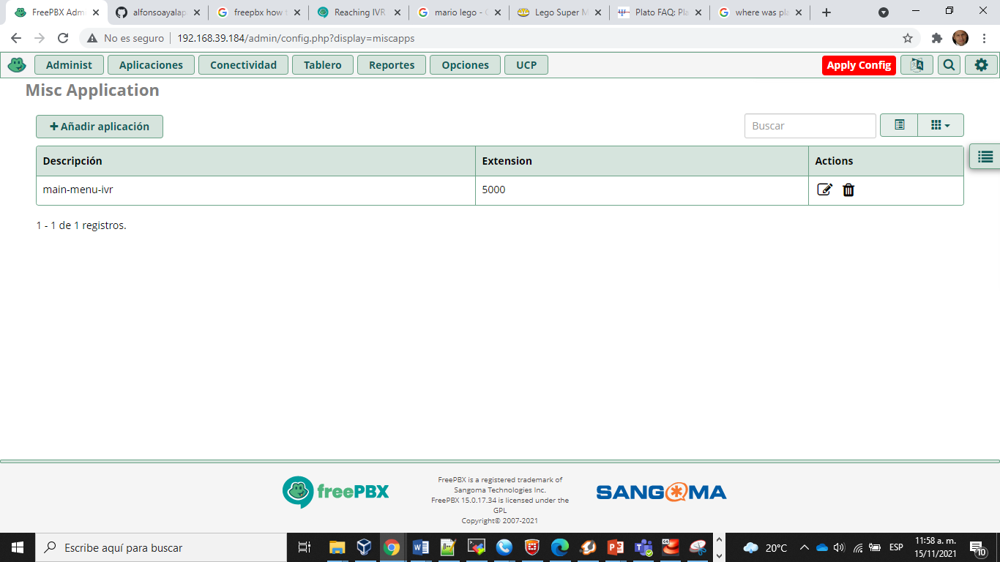 FreePBX Adm
alfonsoayalap
freepbx how t
Reaching IVR
mario lego - G
Lego Super M
Plato FAQ: Pla
where was pla
No es seguro | 192.168.39.184/admin/config.php?display=miscapps
Administ Aplicaciones Conectividad Tablero Reportes Opciones UCP Apply Config
Misc Application
Añadir aplicación Buscar
Descripción Extension Actions
main-menu-ivr 5000
1 - 1 de 1 registros.
freePBX
FreePBX is a registered trademark of
Sangoma Technologies Inc.
FreePBX 15.0.17.34 is licensed under the
GPL
Copyright© 2007-2021
SANGOMA
Escribe aquí para buscar
20°C ESP
11:58 a. m.
15/11/2021
10